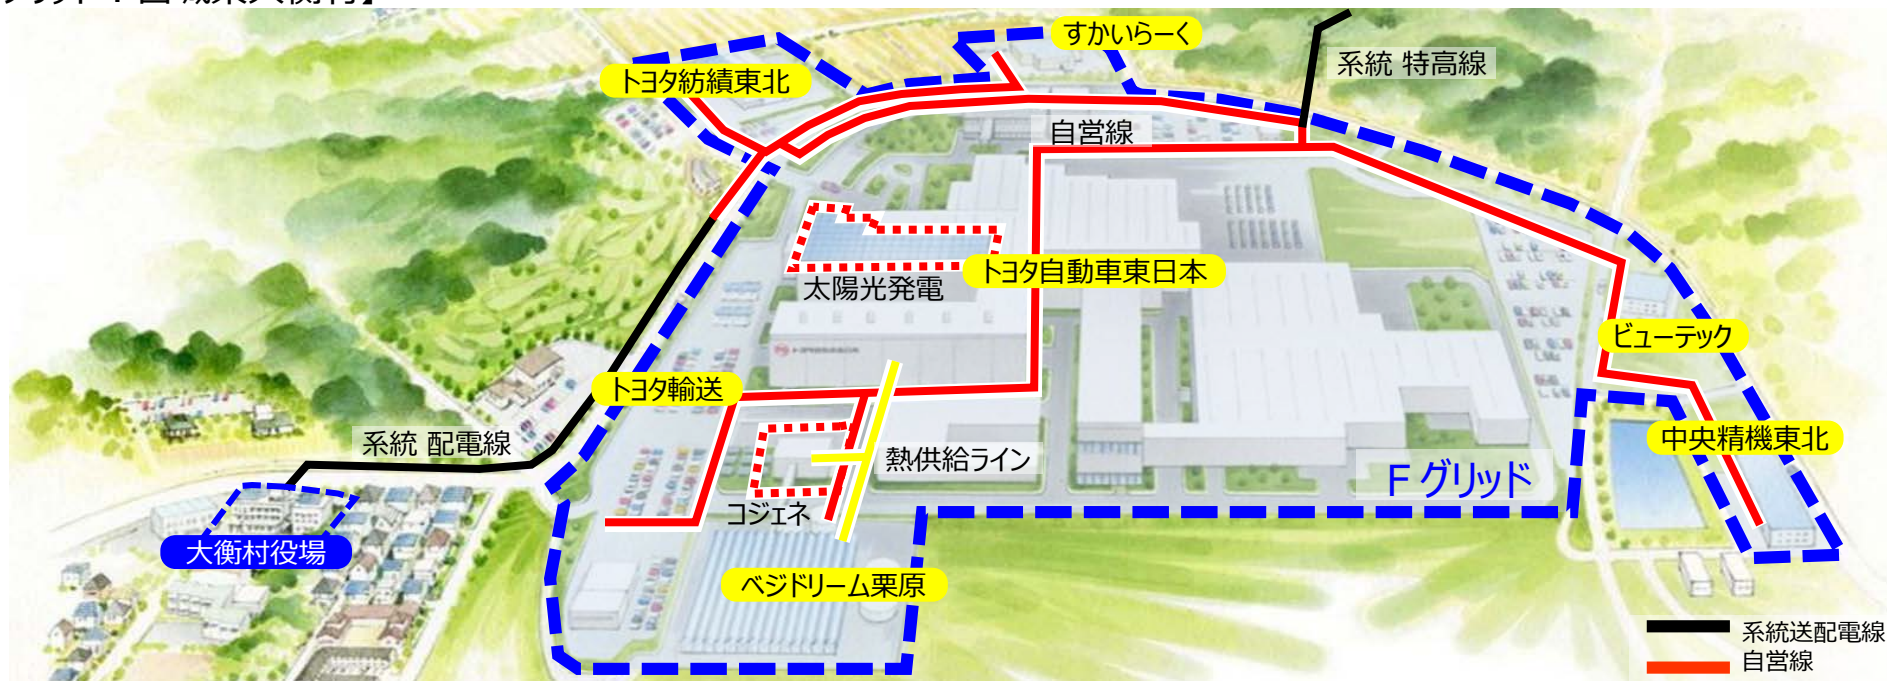 すかいらーく
系統 特高線
トヨタ紡績東北
自営線
トヨタ自動車東日本
太陽光発電
ビューテック
トヨタ輸送
系統 配電線
中央精機東北
熱供給ライン
Fグリッド
コジェネ
大衡村役場
ベジドリーム栗原
系統送配電線
自営線